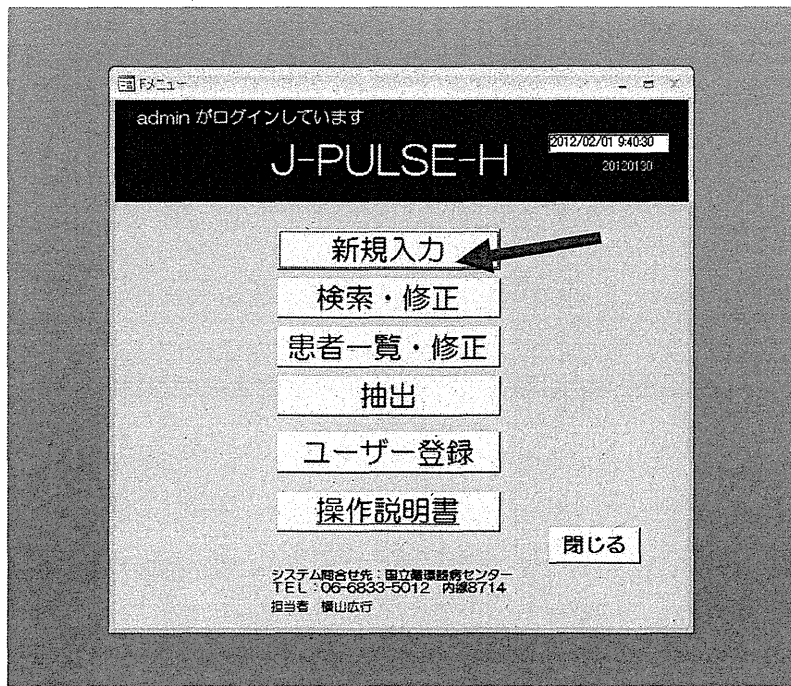 Fメニュー
admin がログインしています
J-PULSE-H
2012/02/01 9:40:30
20120130
新規入力
検索・修正
患者一覧・修正
抽出
ユーザー登録
操作説明書
閉じる
システム問合せ先：国立循環器病センター
TEL：06-6833-5012 内線8714
担当者 横山広行